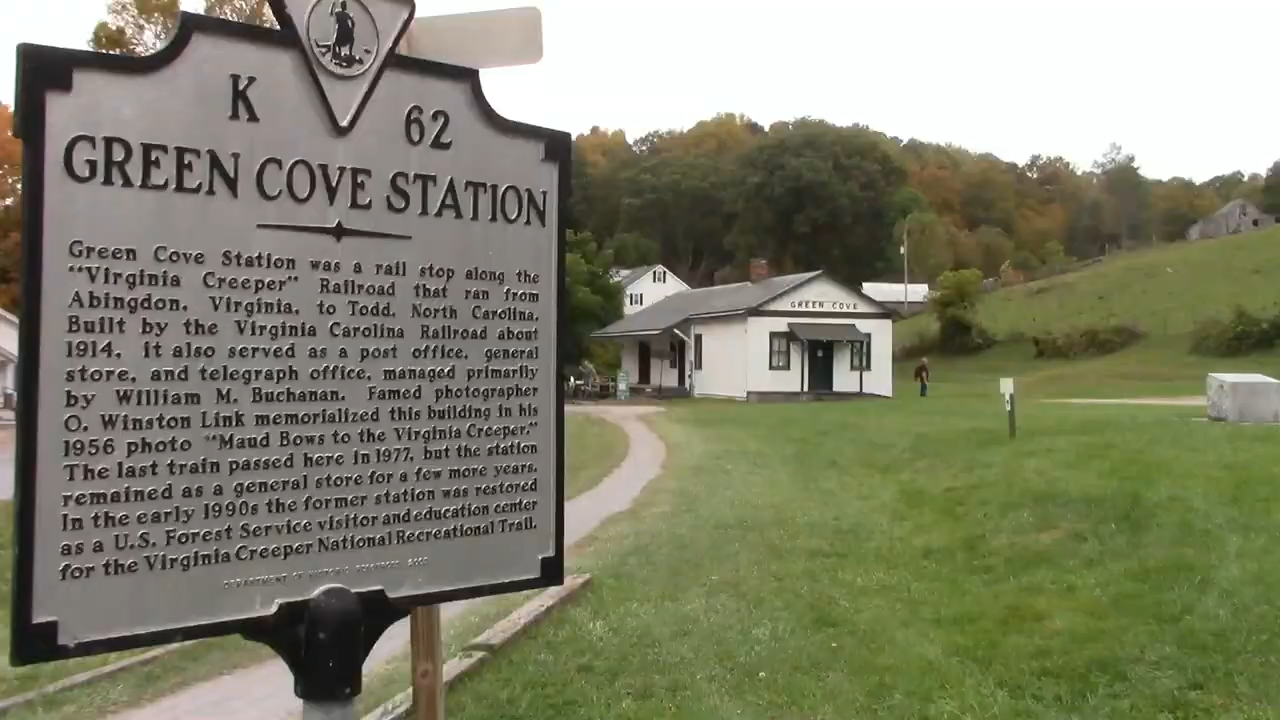 K 62
GREEN COVE STATION
Green Cove Station was a rail stop along the
"Virginia Creeper" Railroad that ran from
Abingdon, Virginia, to Todd, North Carolina.
Built by the Virginia Carolina Railroad about
1914, it also served as a post office, general
store, and telegraph office, managed primarily
by William M. Buchanan. Famed photographer
O. Winston Link memorialized this building in his
1956 photo "Maud Bows to the Virginia Creeper."
The last train passed here in 1977, but the station
remained as a general store for a few more years.
In the early 1990s the former station was restored
as a U.S. Forest Service visitor and education center
for the Virginia Creeper National Recreational Trail.
DEPARTMENT OF HISTORIC RESOURCES,
GREEN COVE